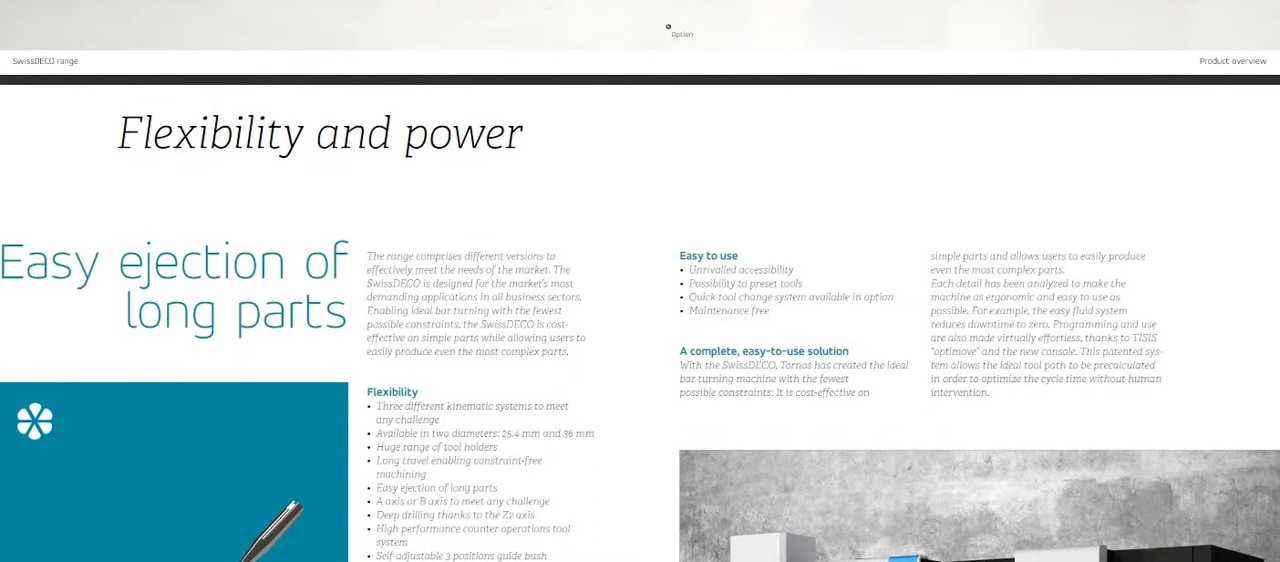 Option
SwissDECO range
Product overview
Flexibility and power
Easy ejection of
long parts
The range comprises different versions to
effectively meet the needs of the market. The
SwissDECO is designed for the market's most
demanding applications in all business sectors.
Enabling ideal bar turning with the fewest
possible constraints, the SwissDECO is cost-
effective on simple parts while allowing users to
easily produce even the most complex parts.
Flexibility
• Three different kinematic systems to meet
any challenge
• Available in two diameters: 25.4 mm and 36 mm
• Huge range of tool holders
• Long travel enabling constraint-free
machining
• Easy ejection of long parts
• A axis or B axis to meet any challenge
• Deep drilling thanks to the Z2 axis
• High performance counter operations tool
system
• Self-adjustable 3 positions guide bush
Easy to use
• Unrivalled accessibility
• Possibility to preset tools
• Quick tool change system available in option
• Maintenance free
A complete, easy-to-use solution
With the SwissDECO, Tornos has created the ideal
bar turning machine with the fewest
possible constraints: It is cost-effective on
simple parts and allows users to easily produce
even the most complex parts.
Each detail has been analyzed to make the
machine as ergonomic and easy to use as
possible. For example, the easy fluid system
reduces downtime to zero. Programming and use
are also made virtually effortless, thanks to TISIS
"optimove" and the new console. This patented sys-
tem allows the ideal tool path to be precalculated
in order to optimize the cycle time without human
intervention.